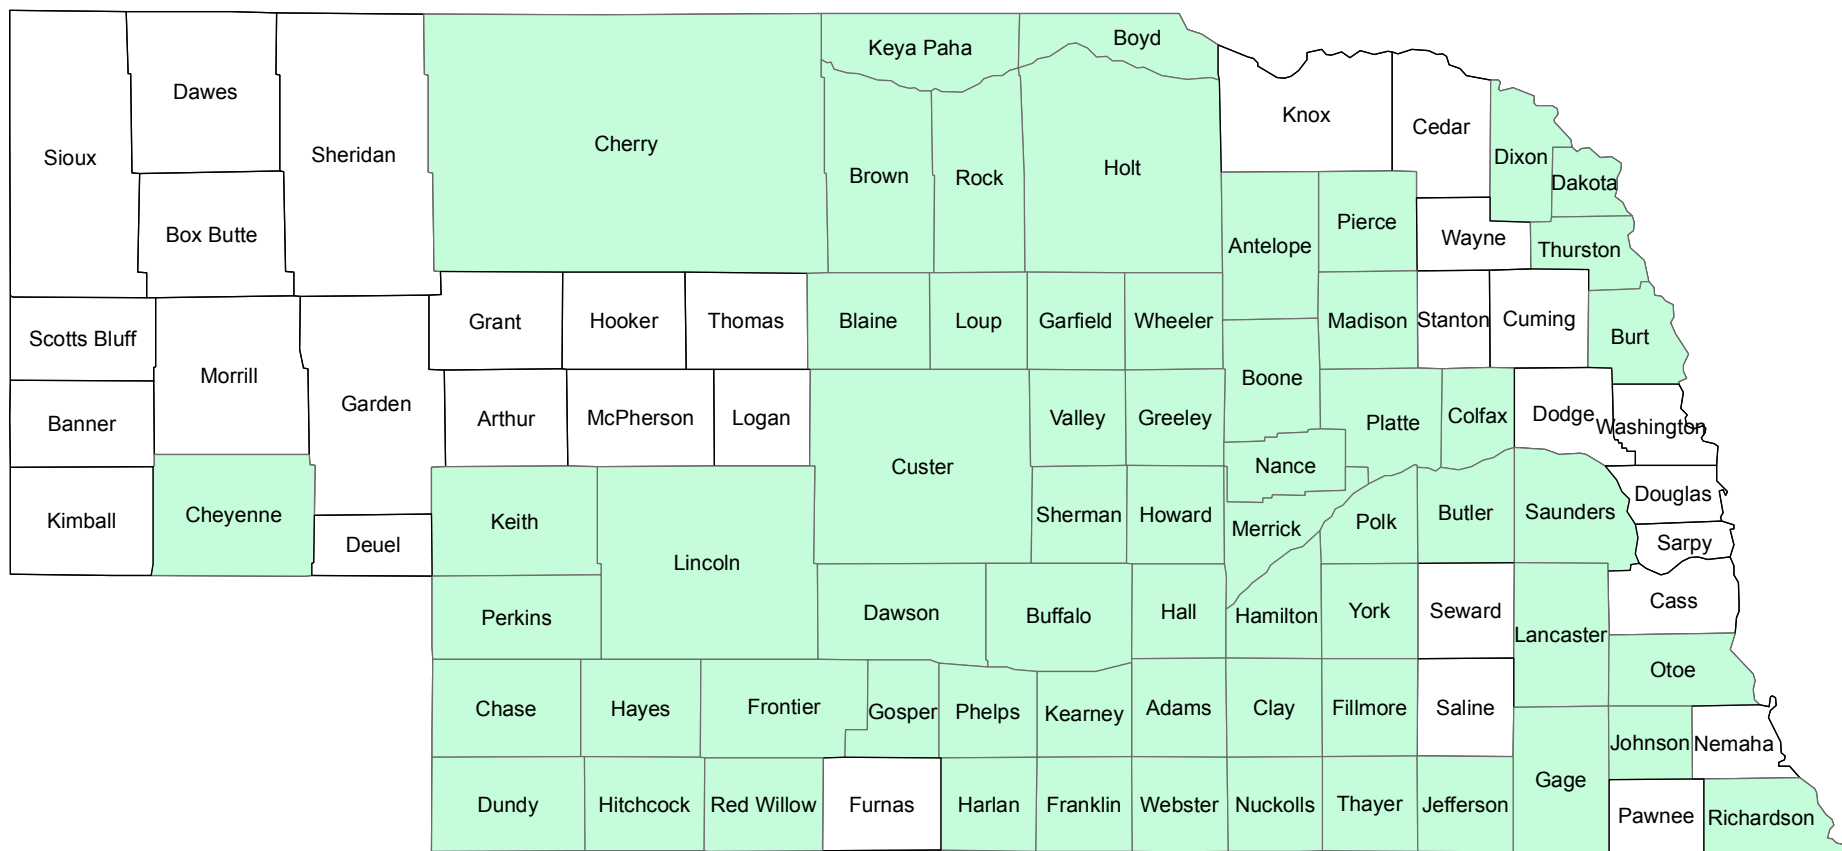 Keya Paha
Boyd
Dawes
Knox
Cedar
Sioux
Sheridan
Cherry
Brown
Rock
Holt
Dixon
Dakota
Box Butte
Antelope
Pierce
Wayne
Thurston
Scotts Bluff
Grant
Hooker
Thomas
Blaine
Loup
Garfield
Wheeler
Madison
Stanton
Cuming
Burt
Morrill
Boone
Banner
Garden
Arthur
McPherson
Logan
Valley
Greeley
Platte
Colfax
Dodge
Washington
Custer
Nance
Kimball
Cheyenne
Keith
Sherman
Howard
Merrick
Polk
Butler
Saunders
Douglas
Deuel
Lincoln
Sarpy
Perkins
Dawson
Buffalo
Hall
Hamilton
York
Seward
Lancaster
Cass
Otoe
Chase
Hayes
Frontier
Gosper
Phelps
Kearney
Adams
Clay
Fillmore
Saline
Johnson
Nemaha
Dundy
Hitchcock
Red Willow
Furnas
Harlan
Franklin
Webster
Nuckolls
Thayer
Jefferson
Gage
Pawnee
Richardson